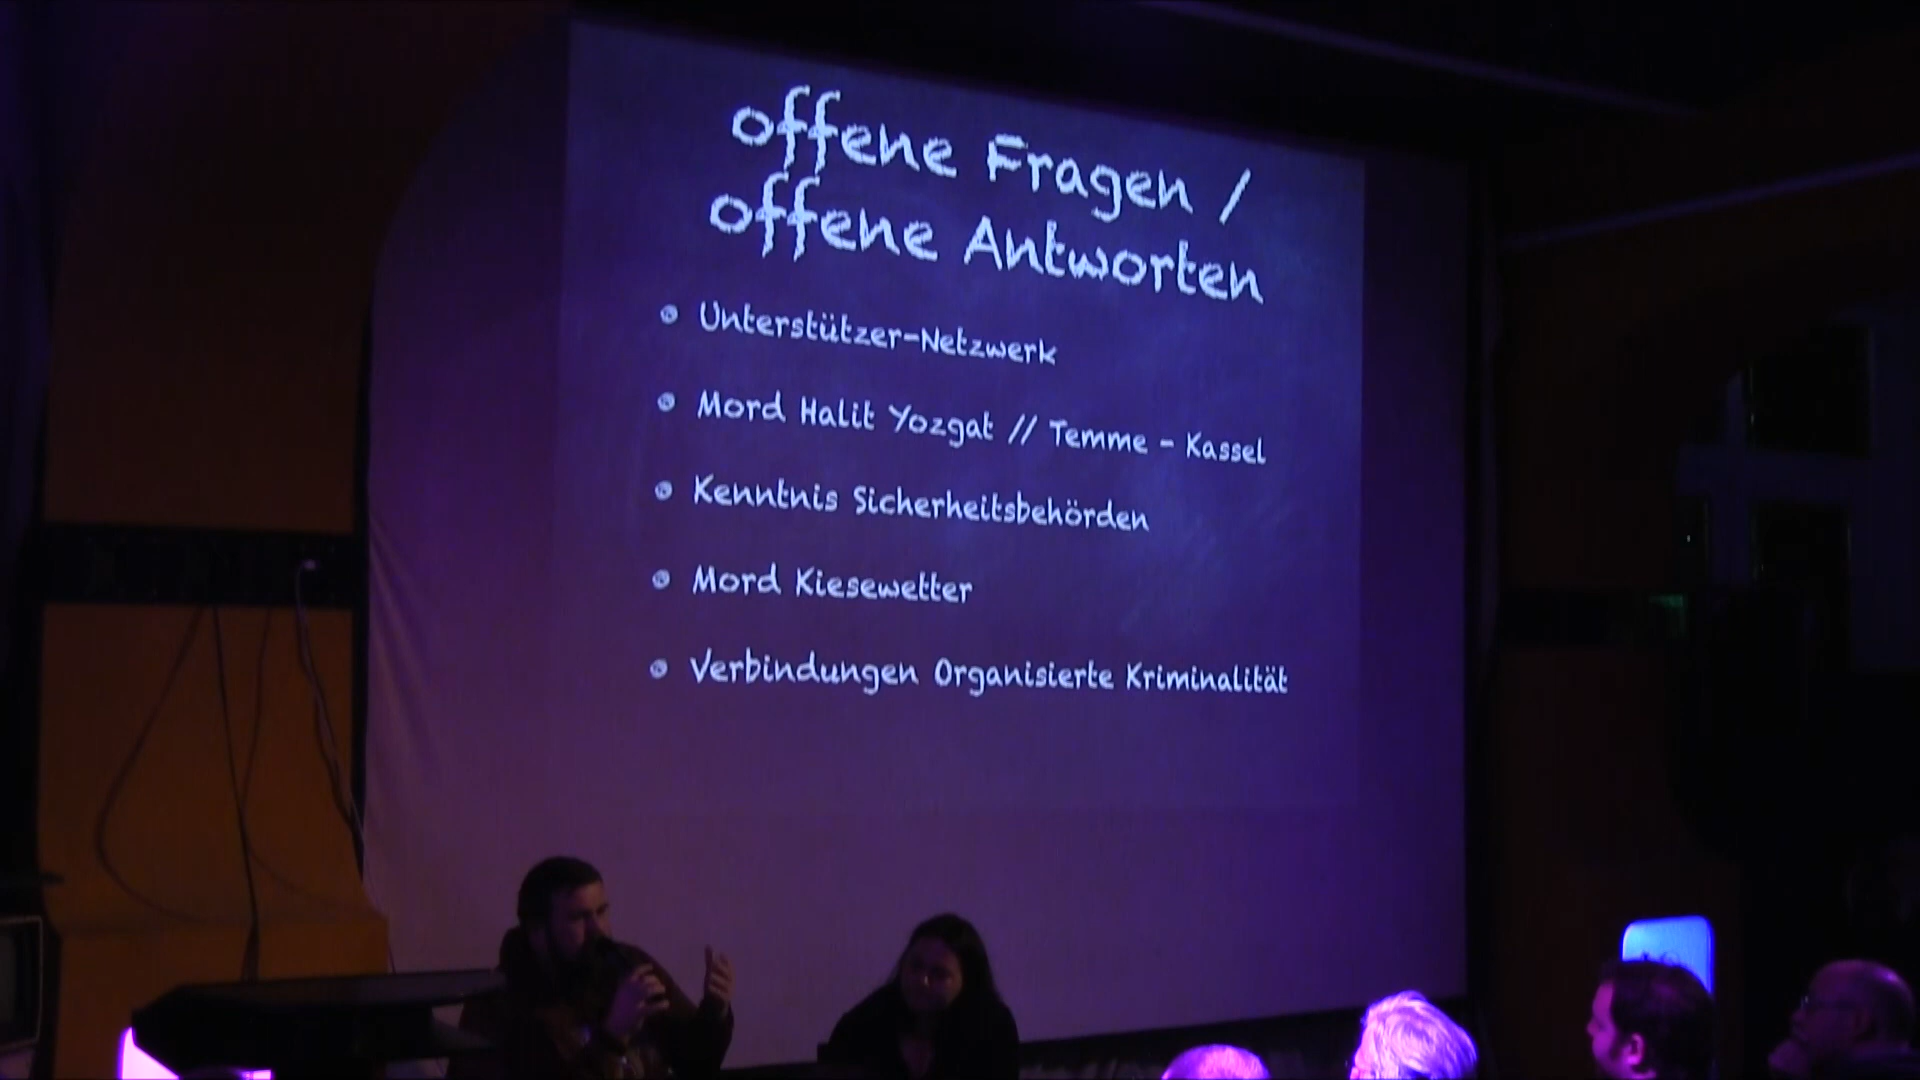 offene Fragen /
offene Antworten
Unterstützer-Netzwerk
Mord Halit Yozgat // Temme - Kassel
Kenntnis Sicherheitsbehörden
Mord Kiesewetter
Verbindungen Organisierte Kriminalität